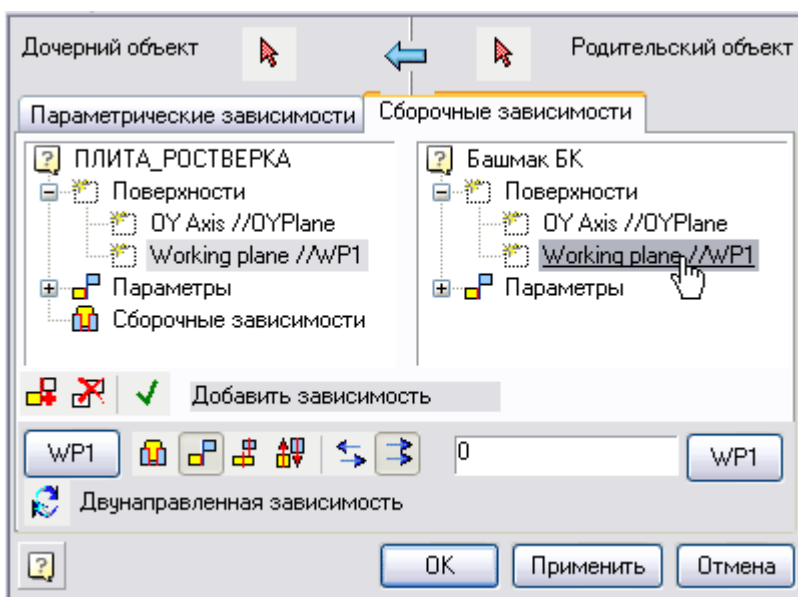 Дочерний объект
Родительский объект
Параметрические зависимости
Сборочные зависимости
ПЛИТА_РОСТВЕРКА
Поверхности
OY Axis //OYPlane
Working plane //WP1
Параметры
Сборочные зависимости
Башмак БК
Поверхности
OY Axis //OYPlane
Working plane //WP1
Параметры
Добавить зависимость
WP1
0
WP1
Двунаправленная зависимость
OK
Применить
Отмена